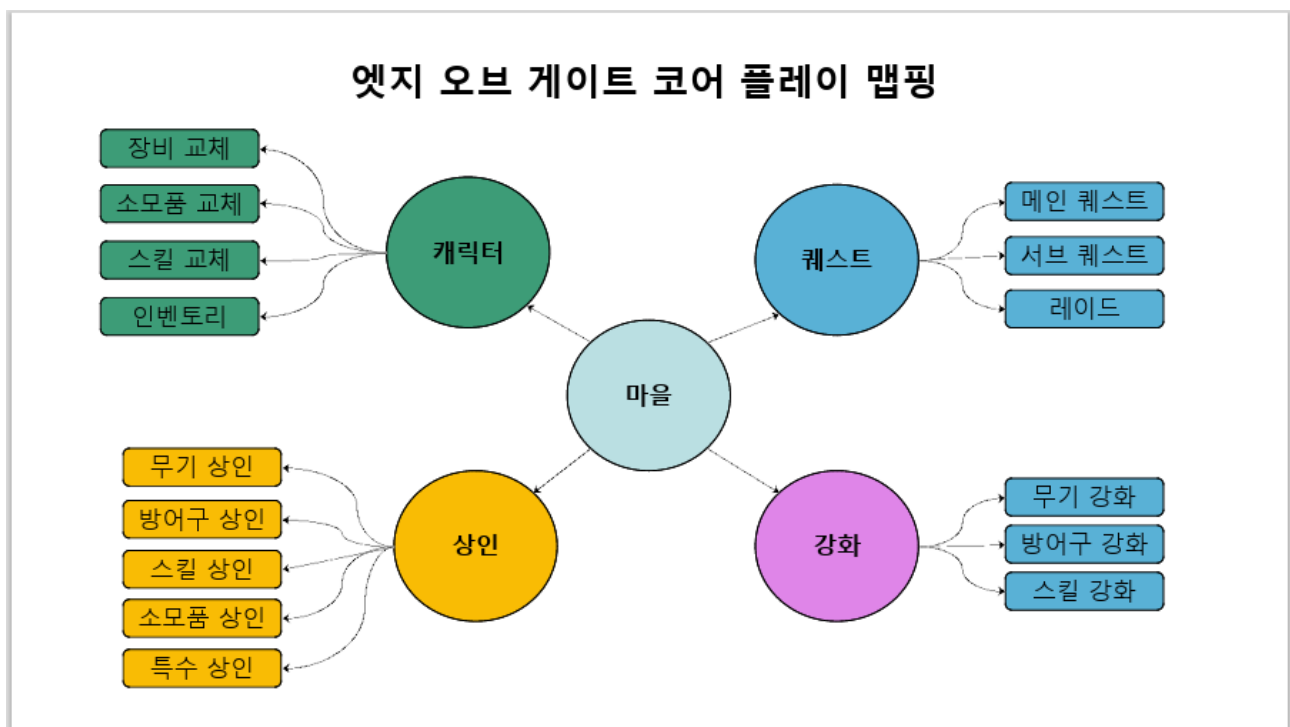 엣지 오브 게이트 코어 플레이 맵핑
장비 교체
소모품 교체
스킬 교체
인벤토리
캐릭터
퀘스트
메인 퀘스트
서브 퀘스트
레이드
마을
무기 상인
방어구 상인
스킬 상인
소모품 상인
특수 상인
상인
강화
무기 강화
방어구 강화
스킬 강화